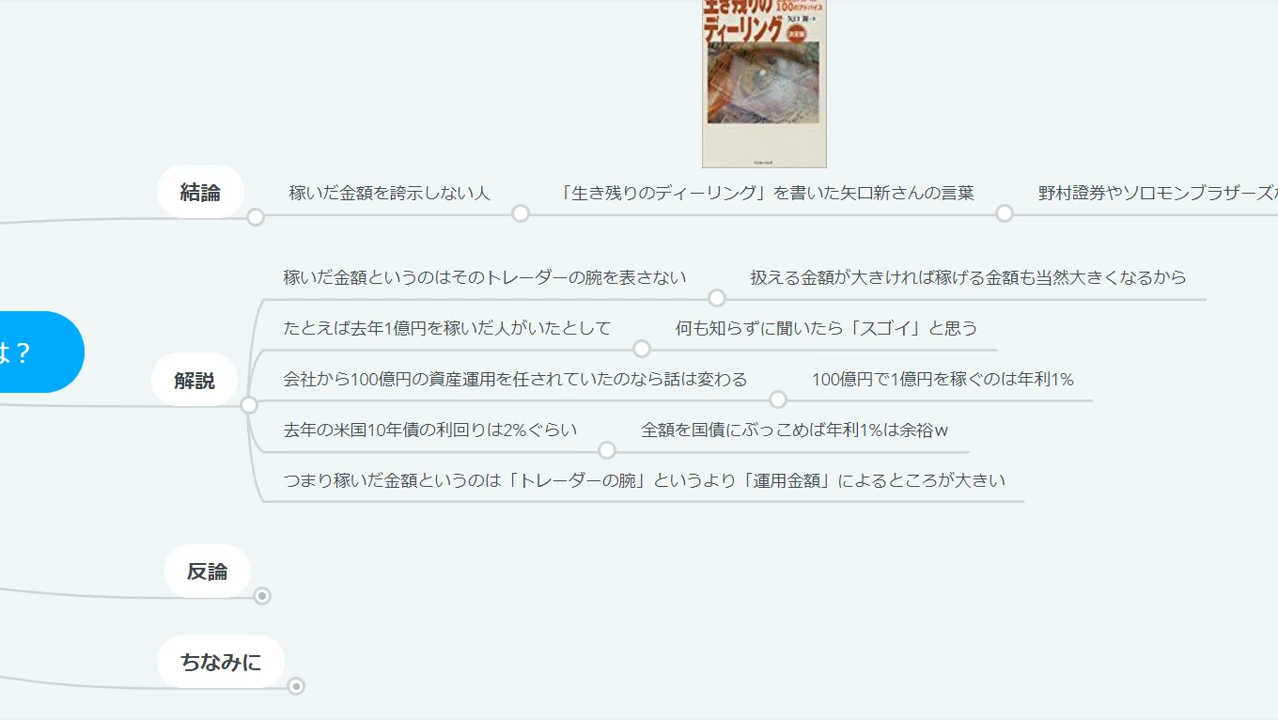 生き残りの
ディーリング
100のアドバイス
矢口 新・著
決定版
結論
稼いだ金額を誇示しない人
「生き残りのディーリング」を書いた矢口新さんの言葉
野村證券やソロモンブラザーズ
稼いだ金額というのはそのトレーダーの腕を表さない
扱える金額が大きければ稼げる金額も当然大きくなるから
たとえば去年1億円を稼いだ人がいたとして
何も知らずに聞いたら「スゴイ」と思う
は？
解説
会社から100億円の資産運用を任されていたのなら話は変わる
100億円で1億円を稼ぐのは年利1%
去年の米国10年債の利回りは2%ぐらい
全額を国債にぶっこめば年利1%は余裕ｗ
つまり稼いだ金額というのは「トレーダーの腕」というより「運用金額」によるところが大きい
反論
ちなみに